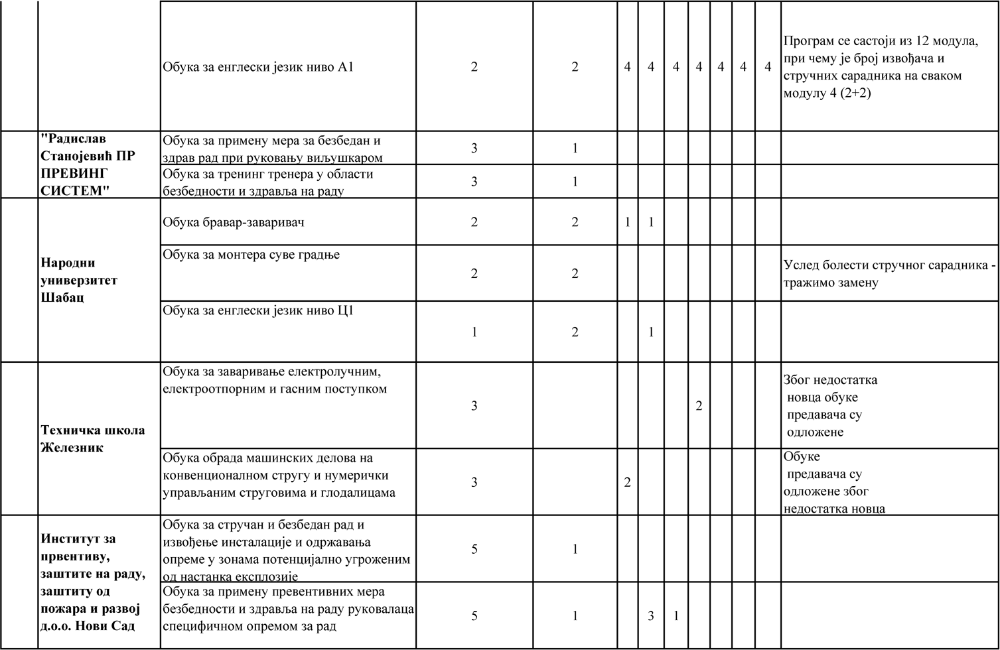 Обука за енглески језик ниво А1
2 2 4 4 4 4 4 4 4
Програм се састоји из 12 модула,
при чему је број извођача и
стручних сарадника на сваком
модулу 4 (2+2)
"Радислав
Станојевић ПР
ПРЕВИНГ
СИСТЕМ"
Обука за примену мера за безбедан и
здрав рад при руковању виљушкаром
3 1
Обука за тренинг тренера у области
безбедности и здравља на раду
3 1
Народни
универзитет
Шабац
Обука бравар-заваривач
2 2 1 1
Обука за монтера суве градње
2 2
Услед болести стручног сарадника -
тражимо замену
Обука за енглески језик ниво Ц1
1 2 1
Техничка школа
Железник
Обука за заваривање електролучним,
електроотпорним и гасним поступком
3 2
Због недостатка
новца обуке
предавача су
одложене
Обука обрада машинских делова на
конвенционалном стругу и нумерички
управљаним струговима и глодалицама
3 2
Обуке
предавача су
одложене због
недостатка новца
Институт за
првентиву,
заштите на раду,
заштиту од
пожара и развој
д.о.о. Нови Сад
Обука за стручан и безбедан рад и
извођење инсталације и одржавања
опреме у зонама потенцијално угроженим
од настанка експлозије
5 1
Обука за примену превентивних мера
безбедности и здравља на раду руковалаца
специфичном опремом за рад
5 1 3 1